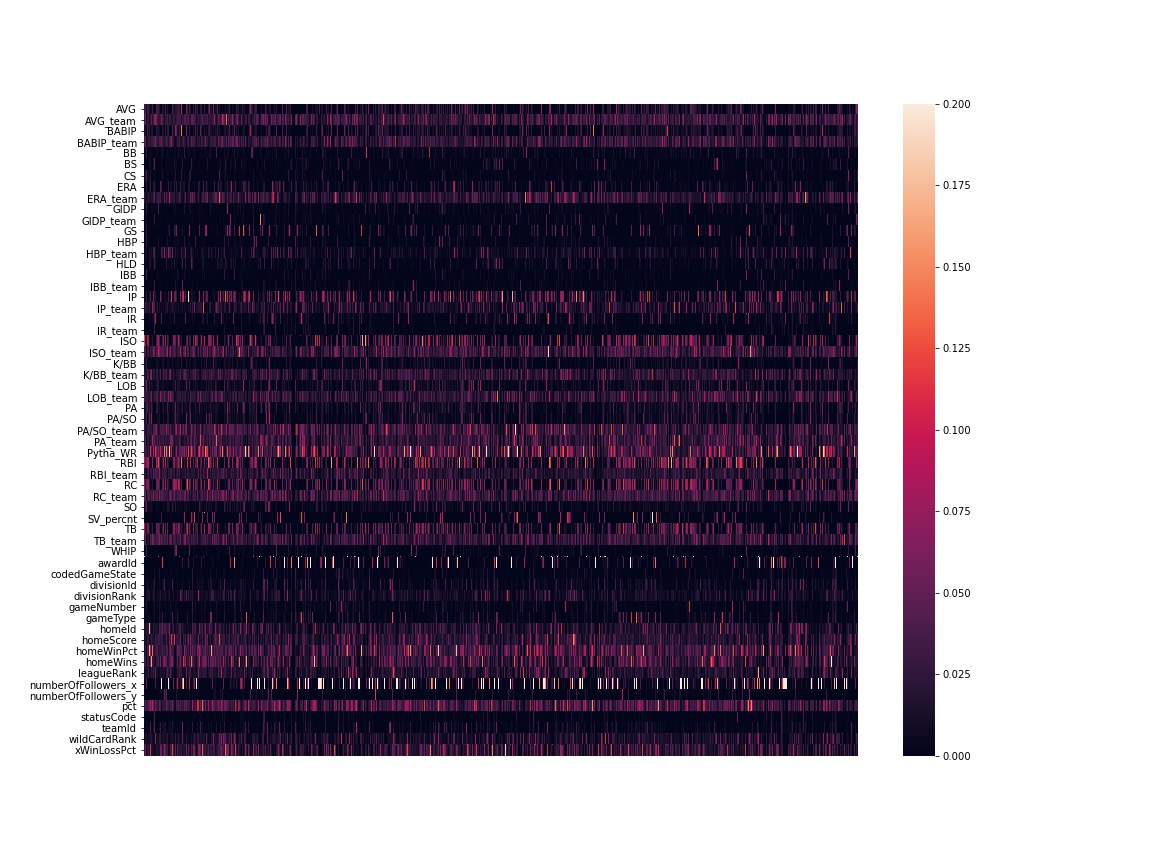 AVG
AVG_team
BABIP
BABIP_team
BB
BS
CS
ERA
ERA_team
GIDP
GIDP_team
GS
HBP
HBP_team
HLD
IBB
IBB_team
IP
IP_team
IR
IR_team
ISO
ISO_team
K/BB
K/BB_team
LOB
LOB_team
PA
PA/SO
PA/SO_team
PA_team
Pytha_WR
RBI
RBI_team
RC
RC_team
SO
SV_percnt
TB
TB_team
WHIP
awardId
codedGameState
divisionId
divisionRank
gameNumber
gameType
homeId
homeScore
homeWinPct
homeWins
leagueRank
numberOfFollowers_x
numberOfFollowers_y
pct
statusCode
teamId
wildCardRank
xWinLossPct
0.200
0.175
0.150
0.125
0.100
0.075
0.050
0.025
0.000